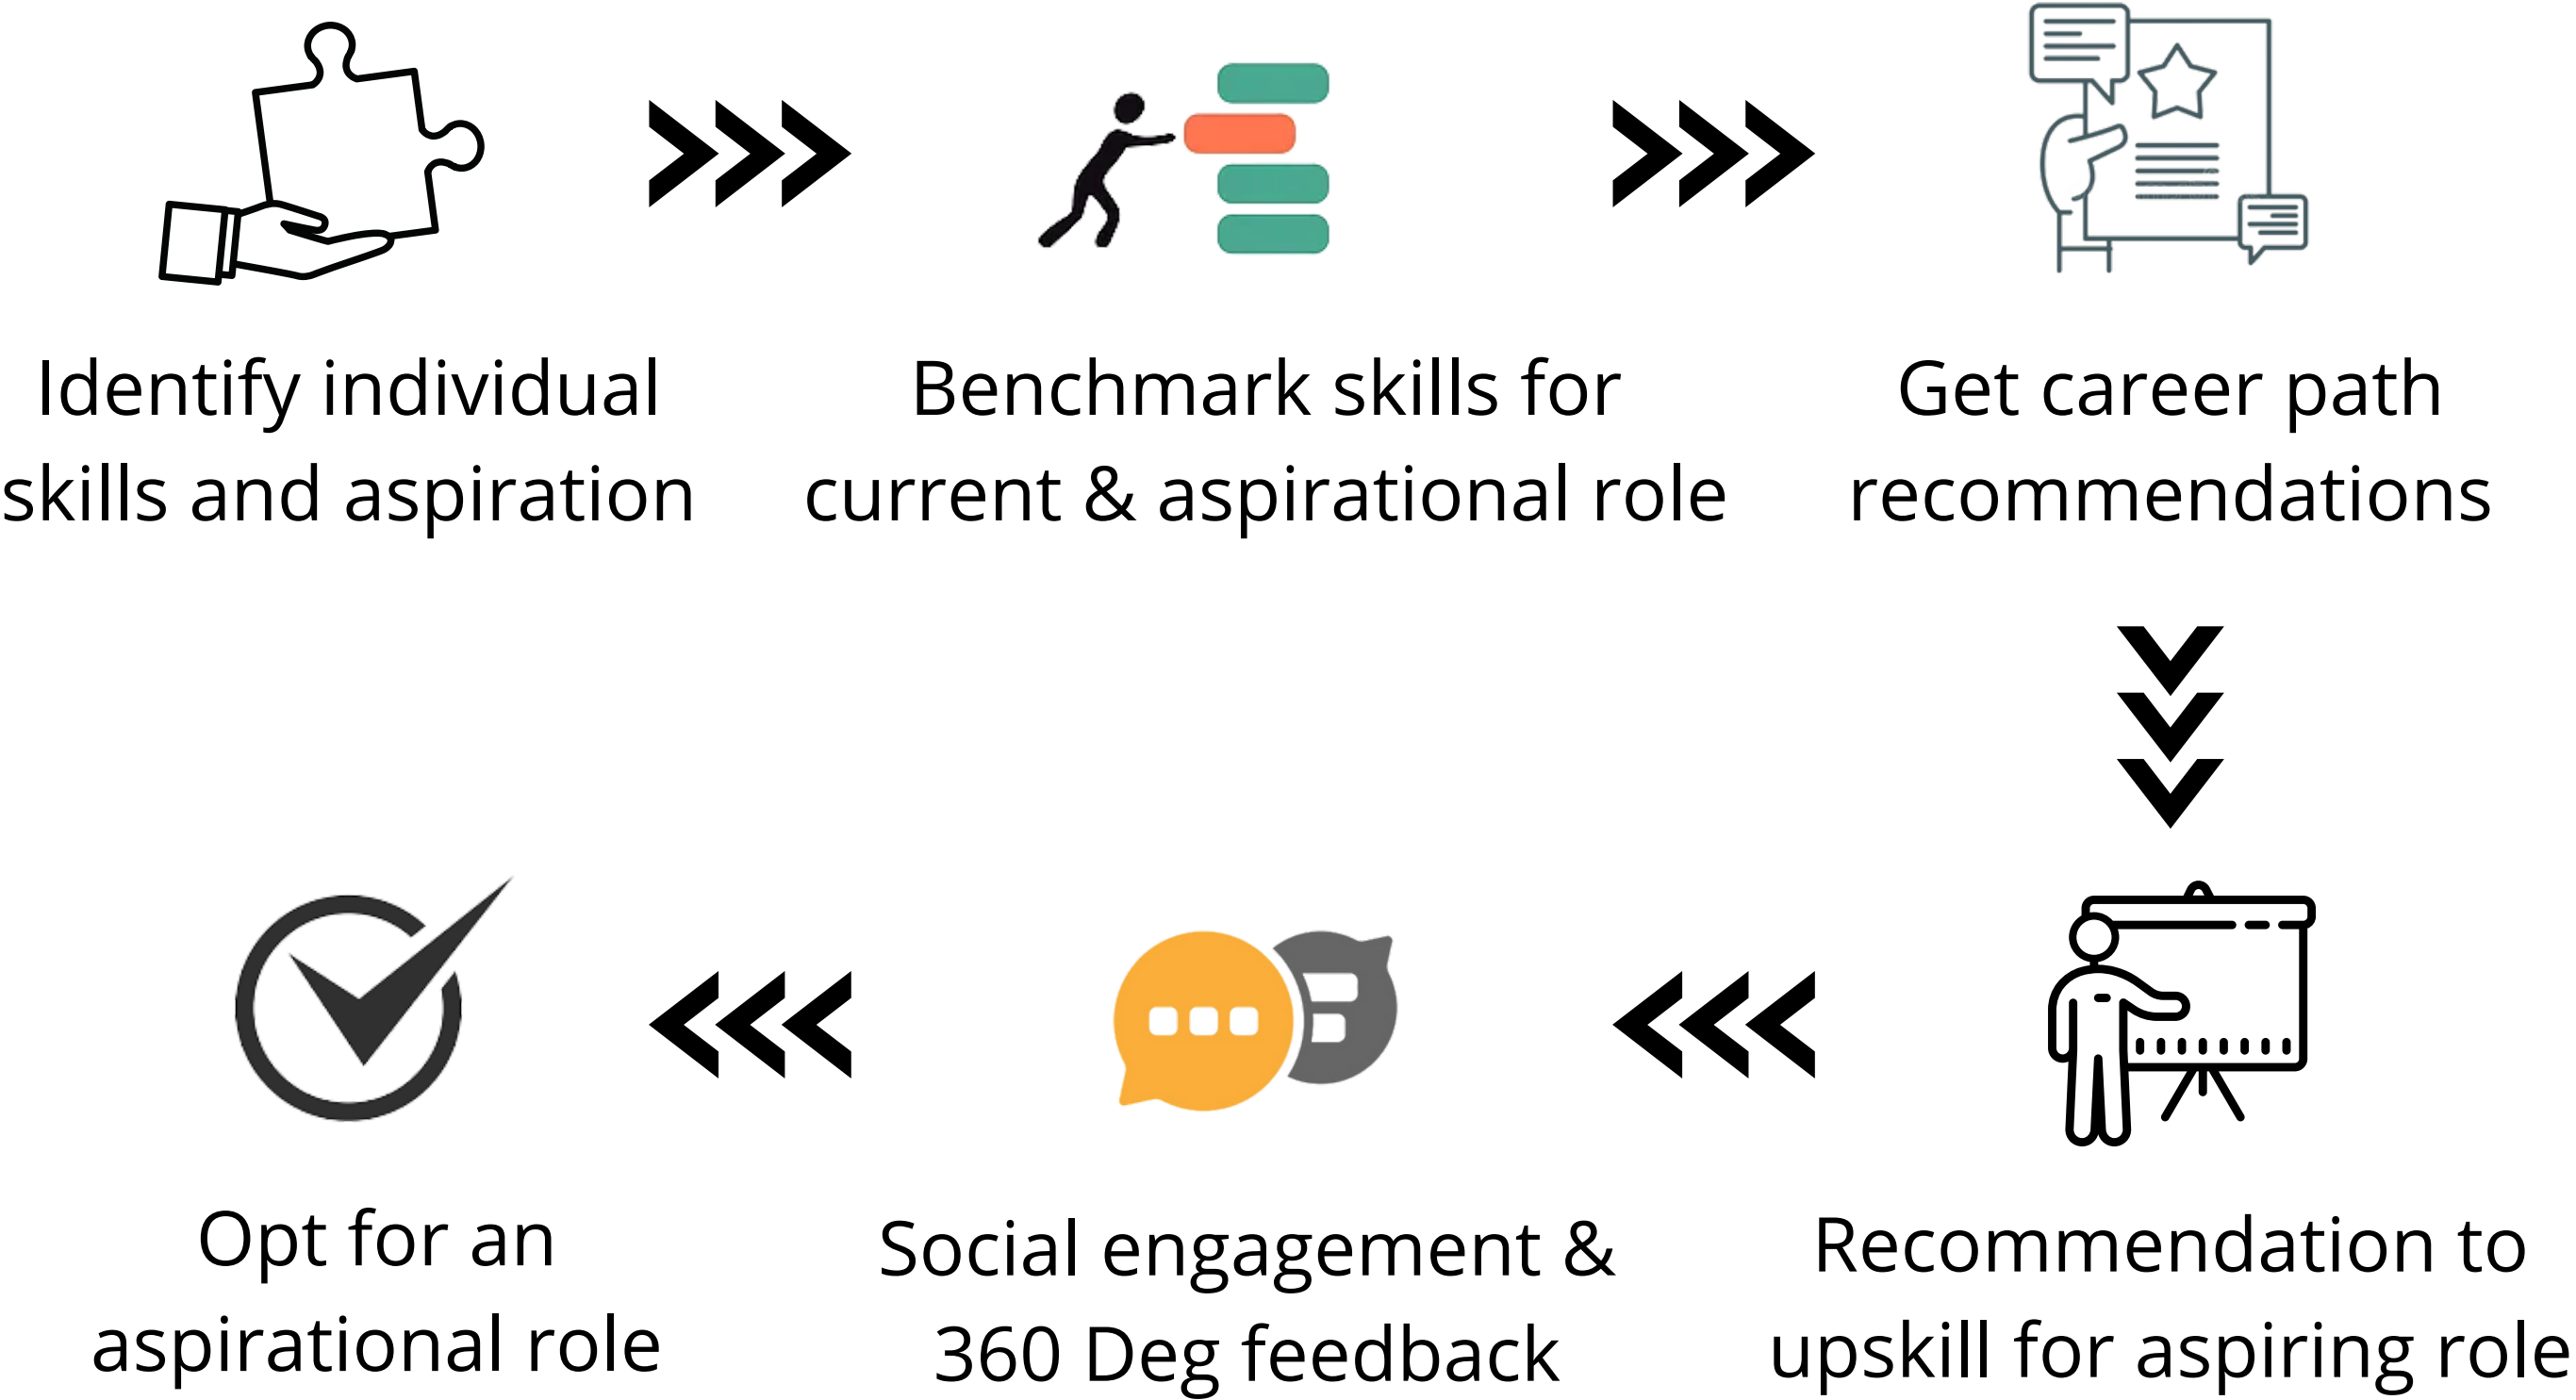 Identify individual
skills and aspiration
Benchmark skills for
current & aspirational role
Get career path
recommendations
Recommendation to
upskill for aspiring role
Social engagement &
360 Deg feedback
Opt for an
aspirational role